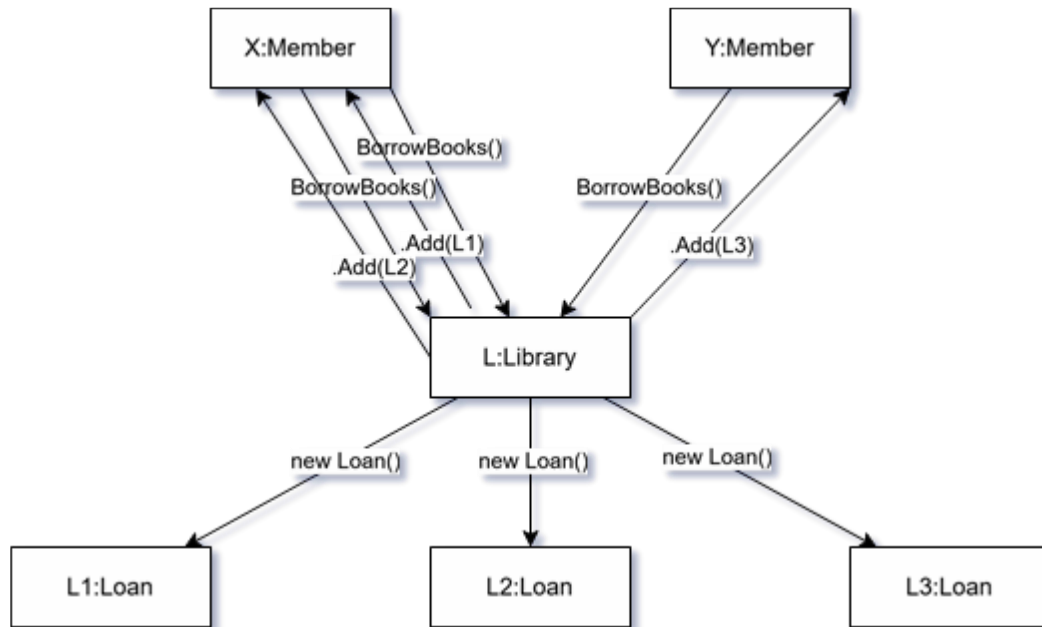 X:Member
Y:Member
BorrowBooks()
BorrowBooks()
BorrowBooks()
.Add(L1)
.Add(L3)
.Add(L2)
L:Library
new Loan()
new Loan()
new Loan()
L1:Loan
L2:Loan
L3:Loan